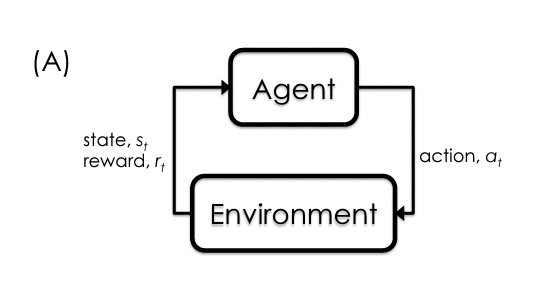 (A)
Agent
state, sₜ
reward, rₜ
action, aₜ
Environment